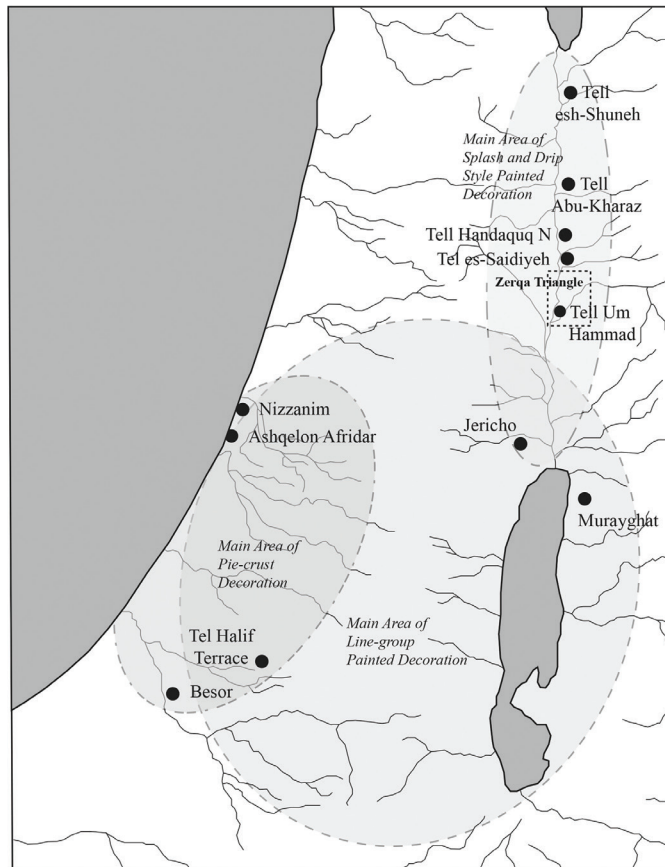 Tell
esh-Shuneh
Main Area of
Splash and Drip
Style Painted
Decoration
Tell
Abu-Kharaz
Tell Handaquq N
Tel es-Saidiyeh
Zerqa Triangle
Tell Um
Hammad
Nizzanim
Ashqelon Afridar
Jericho
Murayghat
Main Area of
Pie-crust
Decoration
Main Area of
Line-group
Painted Decoration
Tel Halif
Terrace
Besor